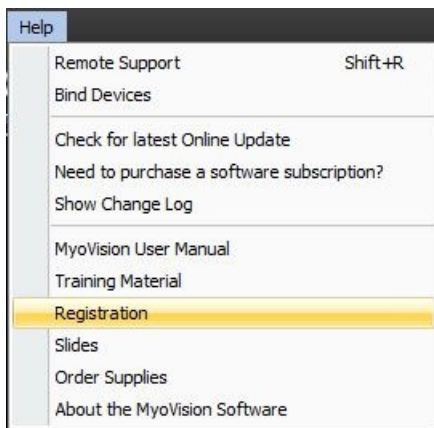 Help
Remote Support Shift+R
Bind Devices
Check for latest Online Update
Need to purchase a software subscription?
Show Change Log
MyoVision User Manual
Training Material
Registration
Slides
Order Supplies
About the MyoVision Software